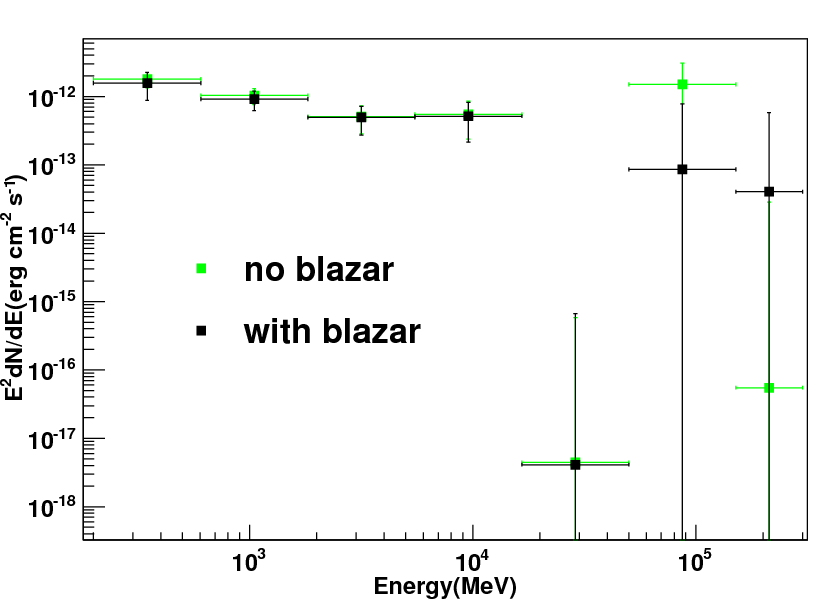 10⁻¹²
10⁻¹³
10⁻¹⁴
10⁻¹⁵
10⁻¹⁶
10⁻¹⁷
10⁻¹⁸
E²dN/dE(erg cm⁻² s⁻¹)
no blazar
with blazar
10³ 10⁴ 10⁵
Energy(MeV)